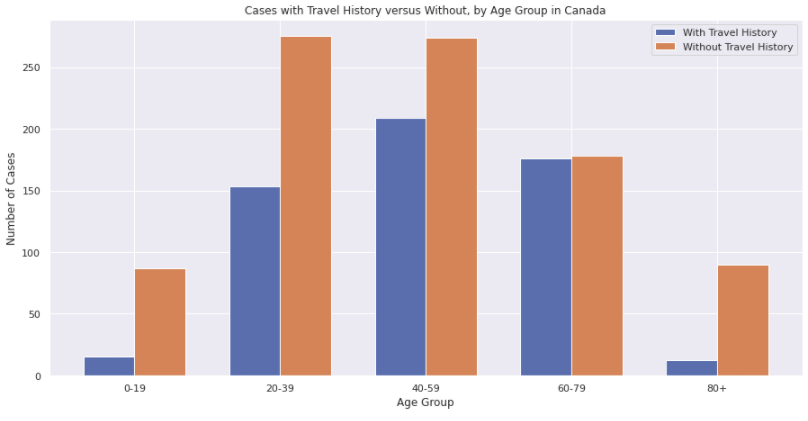 Cases with Travel History versus Without, by Age Group in Canada
With Travel History
Without Travel History
Number of Cases
250
200
150
100
50
0
0-19
20-39
40-59
60-79
80+
Age Group